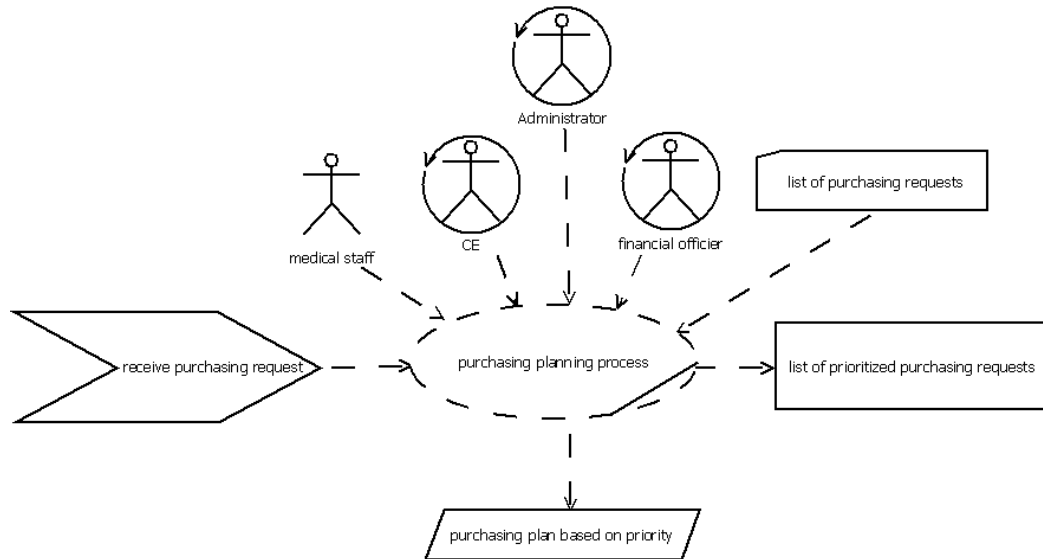 Administrator
list of purchasing requests
CE
financial officier
medical staff
receive purchasing request
purchasing planning process
list of prioritized purchasing requests
purchasing plan based on priority